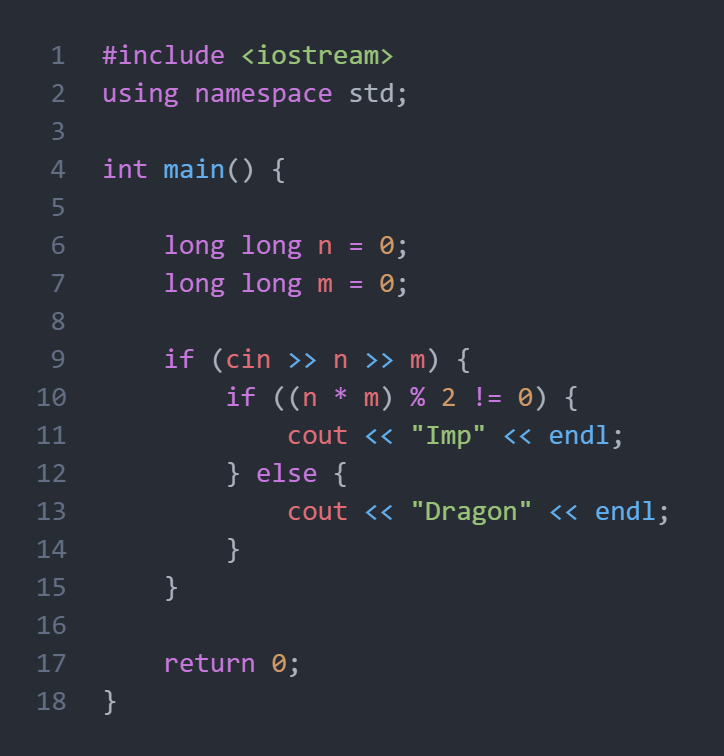 1 #include <iostream>
2 using namespace std;
3
4 int main() {
5
6     long long n = 0;
7     long long m = 0;
8
9     if (cin >> n >> m) {
10         if ((n * m) % 2 != 0) {
11             cout << "Imp" << endl;
12         } else {
13             cout << "Dragon" << endl;
14         }
15     }
16
17     return 0;
18 }